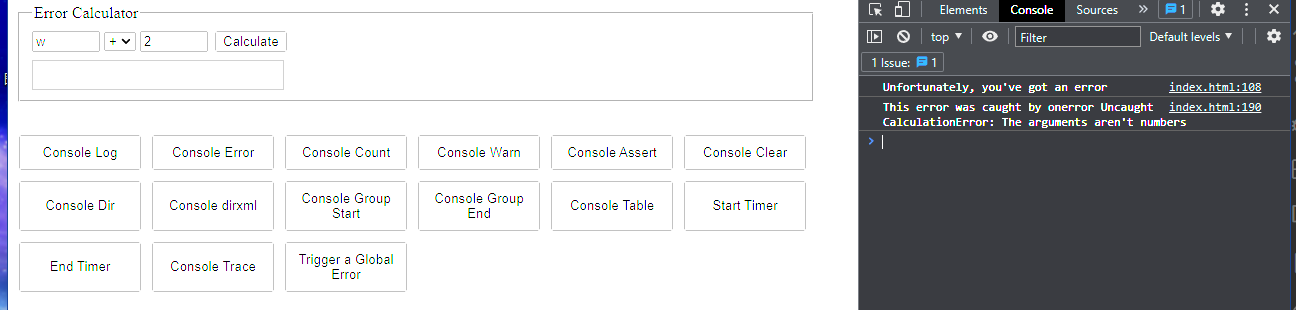 Error Calculator
w + 2 Calculate
Console Log Console Error Console Count Console Warn Console Assert Console Clear
Console Dir Console dirxml Console Group Start Console Group End Console Table Start Timer
End Timer Console Trace Trigger a Global Error
Elements Console Sources » 1
top ▼ Filter Default levels ▼
1 Issue: 1
Unfortunately, you've got an error index.html:108
This error was caught by onerror Uncaught index.html:190
CalculationError: The arguments aren't numbers
>